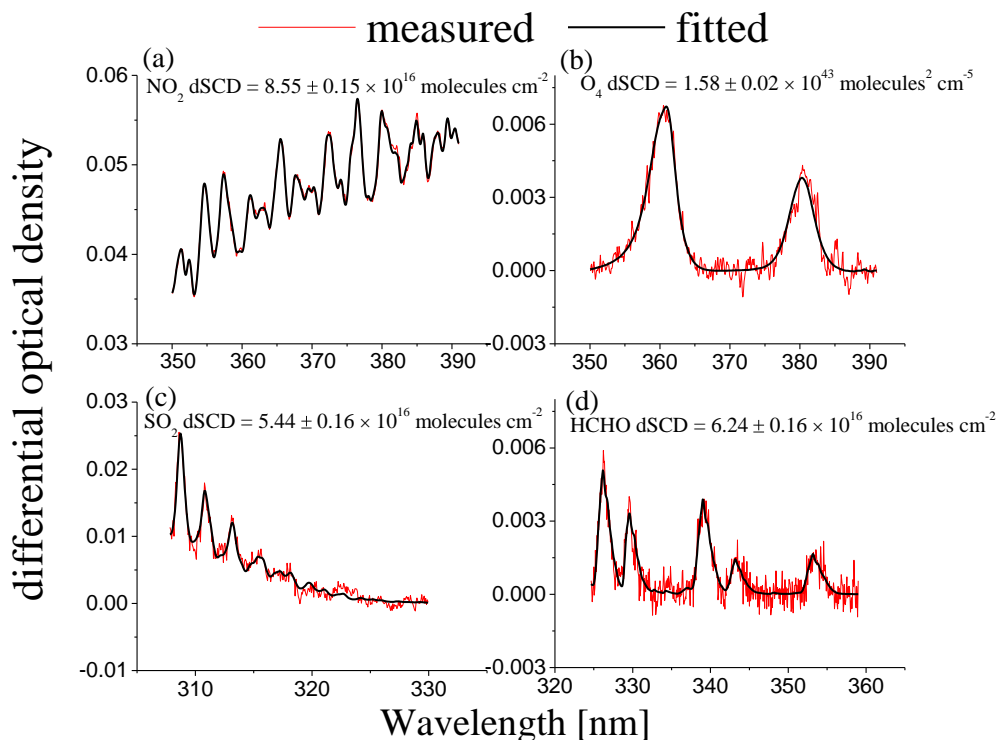 measured fitted
(a)
NO2 dSCD = 8.55 ± 0.15 × 10^16 molecules cm^-2
0.06
0.05
0.04
0.03
350 360 370 380 390
(b)
O4 dSCD = 1.58 ± 0.02 × 10^43 molecules^2 cm^-5
0.006
0.003
0.000
-0.003
350 360 370 380 390
differential optical density
(c)
SO2 dSCD = 5.44 ± 0.16 × 10^16 molecules cm^-2
0.03
0.02
0.01
0.00
-0.01
310 320 330
(d)
HCHO dSCD = 6.24 ± 0.16 × 10^16 molecules cm^-2
0.006
0.003
0.000
-0.003
320 330 340 350 360
Wavelength [nm]